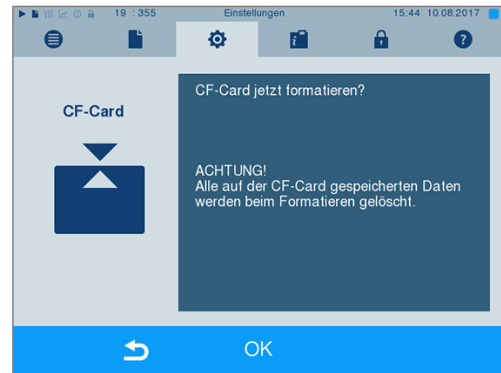 19 : 355 Einstellungen 15:44 10.08.2017
CF-Card
CF-Card jetzt formatieren?
ACHTUNG!
Alle auf der CF-Card gespeicherten Daten
werden beim Formatieren gelöscht.
OK